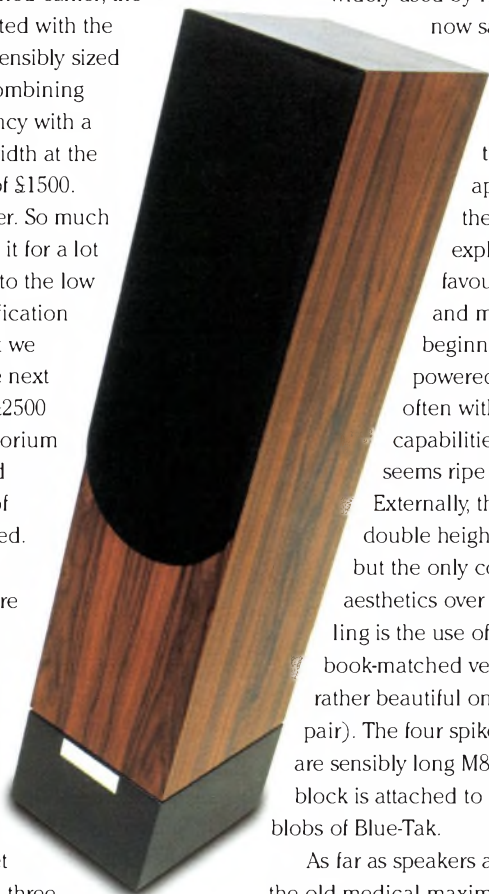 ted with the
ensibly sized
ombining
ncy with a
idth at the
of £1500.
er. So much
it for a lot
to the low
fication
we
next
£2500
orium
d
of
ed.
re
et
three
now sa
t
ap
the
expl
favou
and m
beginn
powered
often with
capabilitie
seems ripe
Externally, th
double heigh
but the only co
aesthetics over
ling is the use of
book-matched ve
rather beautiful on
pair). The four spike
are sensibly long M8
block is attached to
blobs of Blue-Tak.
As far as speakers a
the old medical maxim